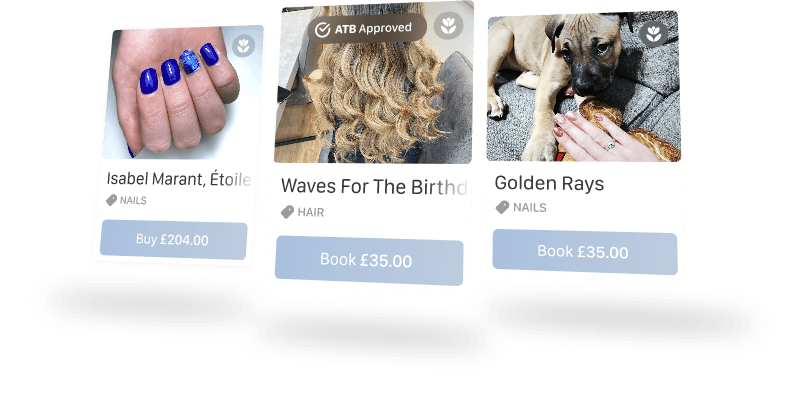 Isabel Marant, Étoile
NAILS
Buy £204.00
ATB Approved
Waves For The Birthd
HAIR
Book £35.00
Golden Rays
NAILS
Book £35.00